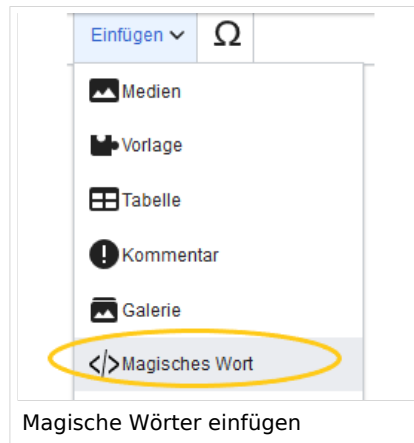 Einfügen Ω
Medien
Vorlage
Tabelle
Kommentar
Galerie
</>Magisches Wort
Magische Wörter einfügen